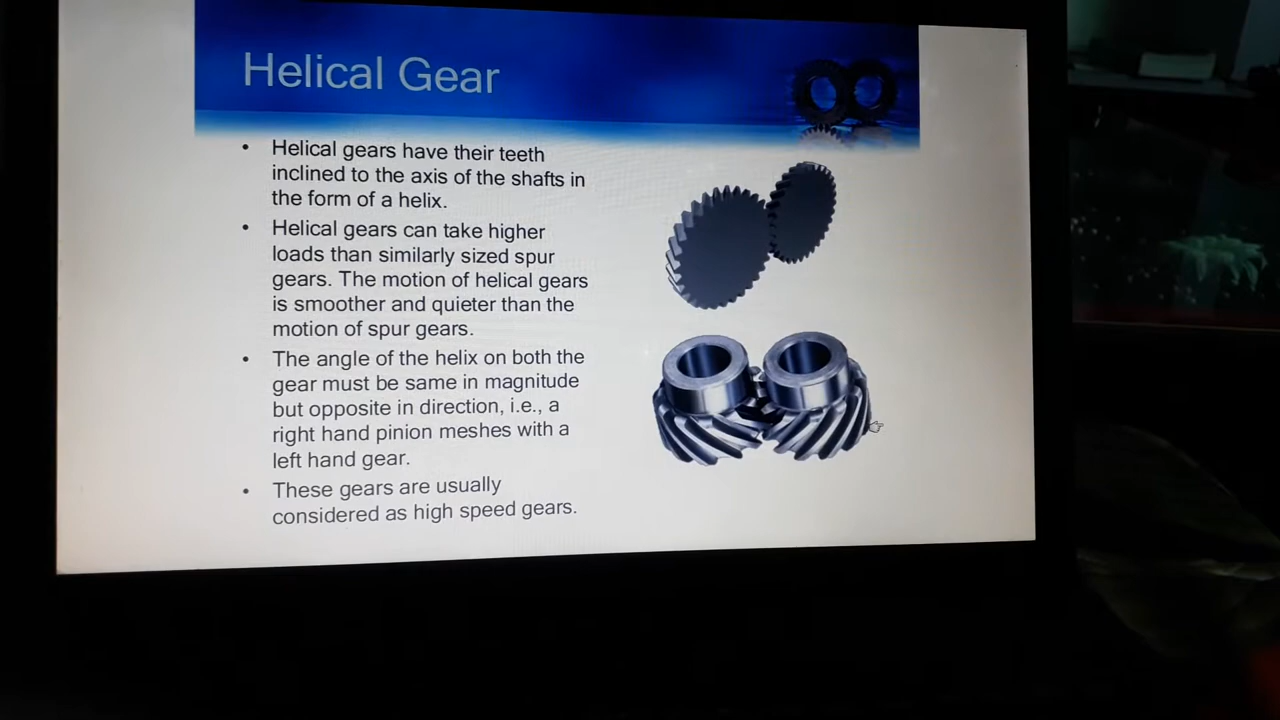 Helical Gear
• Helical gears have their teeth
inclined to the axis of the shafts in
the form of a helix.
• Helical gears can take higher
loads than similarly sized spur
gears. The motion of helical gears
is smoother and quieter than the
motion of spur gears.
• The angle of the helix on both the
gear must be same in magnitude
but opposite in direction, i.e., a
right hand pinion meshes with a
left hand gear.
• These gears are usually
considered as high speed gears.